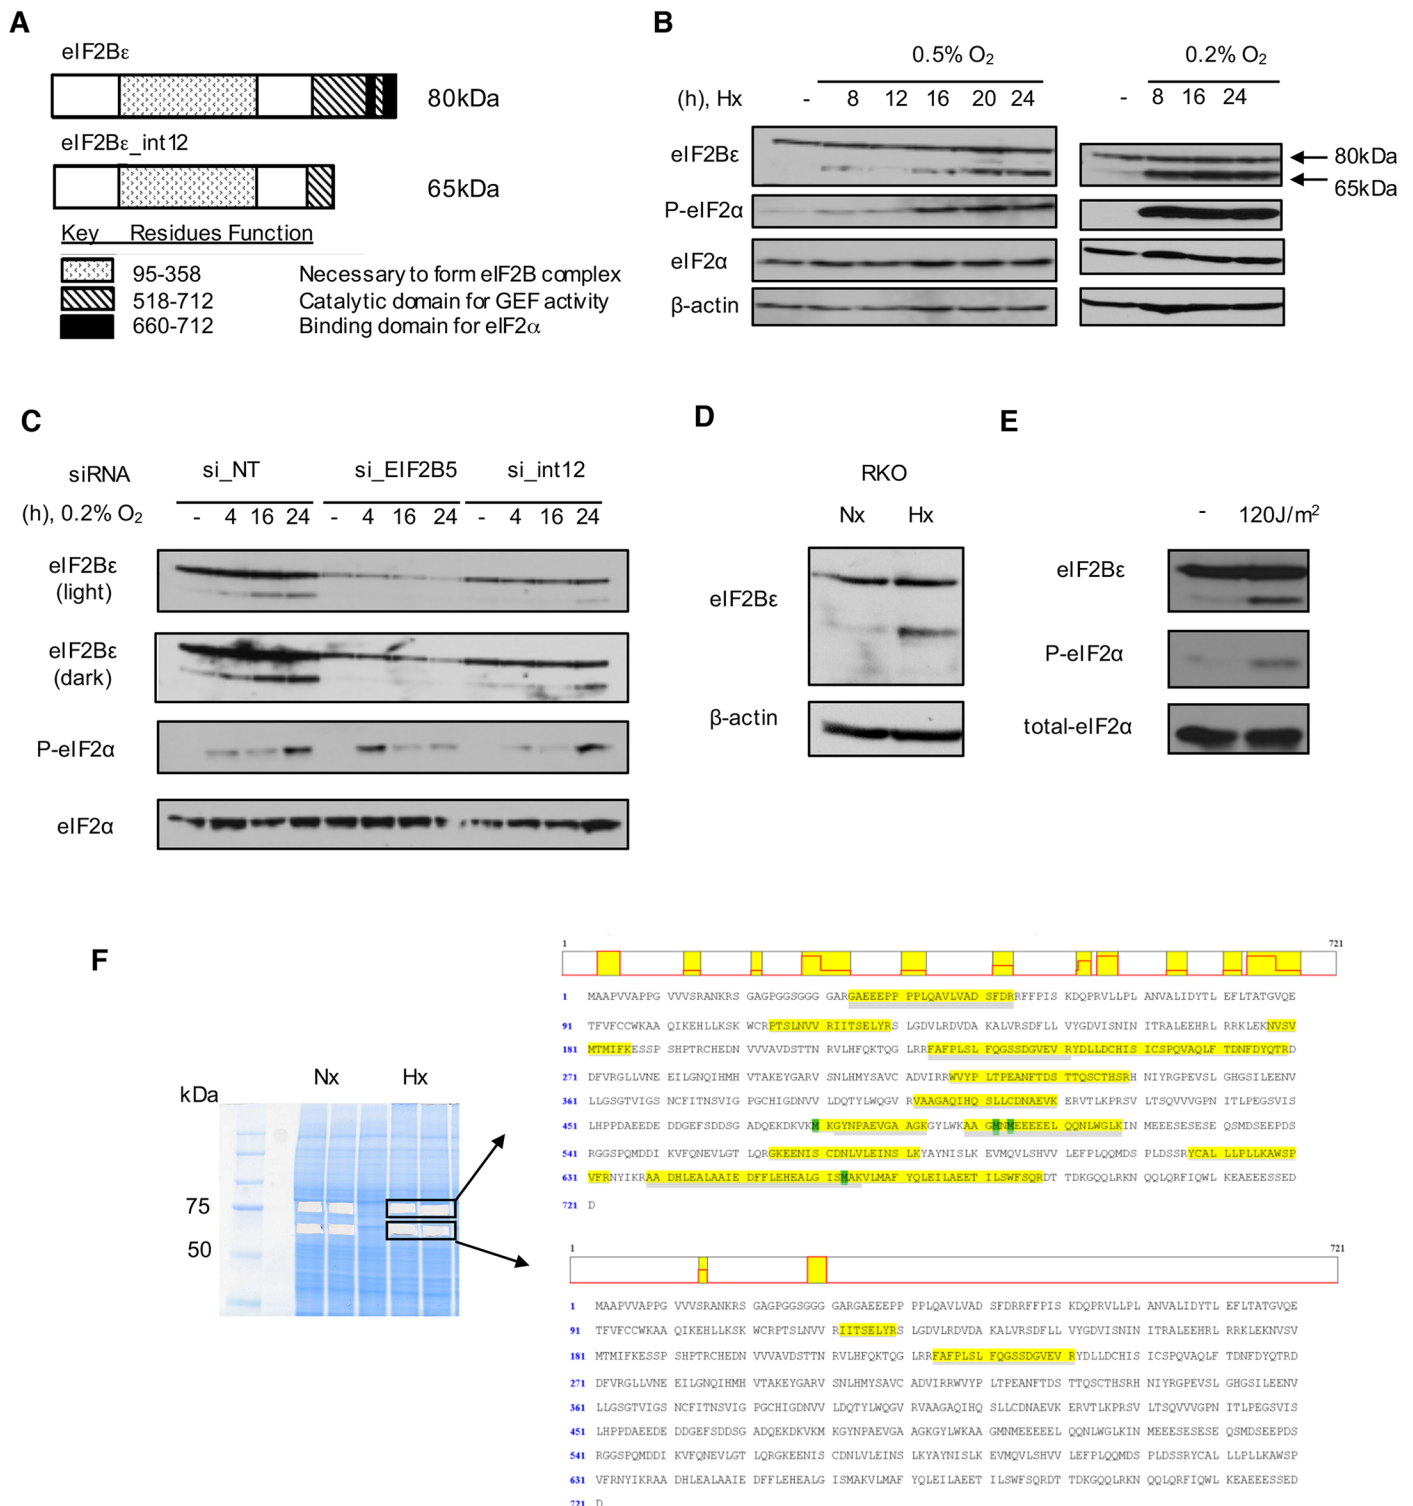 A
eIF2Bε
80kDa
eIF2Bε_int12
65kDa
Key Residues Function
95-358 Necessary to form eIF2B complex
518-712 Catalytic domain for GEF activity
660-712 Binding domain for eIF2α
B
0.5% O2 0.2% O2
(h), Hx - 8 12 16 20 24 - 8 16 24
eIF2Bε 80kDa
65kDa
P-eIF2α
eIF2α
β-actin
C
siRNA si_NT si_EIF2B5 si_int12
(h), 0.2% O2 - 4 16 24 - 4 16 24 - 4 16 24
eIF2Bε
(light)
eIF2Bε
(dark)
P-eIF2α
eIF2α
D
RKO
Nx Hx
eIF2Bε
β-actin
E
- 120J/m²
eIF2Bε
P-eIF2α
total-eIF2α
F
Nx Hx
kDa
75
50
1 721
1 MAAPVVAPPG VVVSRANKRS GAGPGGSGGG GARGAEEEPP PPLQAVLVAD SFDRRFFPIS KDQPRVLLPL ANVALIDYTL EFLTATGVQE
91 TFVFCCWKAA QIKEHLLKSK WCRPTSLNVV RIITSELYRS LGDVLRDVDA KALVRSDFLL VYGDVISNIN ITRALEEHRL RRKLEKNVSV
181 MTMIFKESSP SHPTRCHEDN VVVAVDSTTN RVLHFQKTQG LRRFAFPLSL FQGSSDGVEV RYDLLDCHIS ICSPQVAQLF TDNFDYQTRD
271 DFVRGLLVNE EILGNQIHMH VTAKEYGARV SNLHMYSAVC ADVIRRWVYP LTPEANFTDS TTQSCTHSRH NIYRGPEVSL GHGSILEENV
361 LLGSGTVIGS NCFITNSVIG PGCHIGDNVV LDQTYLWQGV RVAAGAQIHQ SLLCDNAEVK ERVTLKPRSV LTSQVVVGPN ITLPEGSVIS
451 LHPPDAEEDE DDGEFSDDSG ADQEKDKVKM KGYNPAEVGA AGKGYLWKAA GMNMEEEEEL QQNLWGLKIN MEEESESESE QSMDSEEPDS
541 RGGSPQMDDI KVFQNEVLGT LQRGKEENIS CDNLVLEINS LKYAYNISLK EVMQVLSHVV LEFPLQQMDS PLDSSRYCAL LLPLLKAWSP
631 VFRNYIKRAA DHLEALAAIE DFFLEHEALG ISMAKVLMAF YQLEILAEET ILSWFSQRDT TDKGQQLRKN QQLQRFIQWL KEAEEESSED
721 D
1 721
1 MAAPVVAPPG VVVSRANKRS GAGPGGSGGG GARGAEEEPP PPLQAVLVAD SFDRRFFPIS KDQPRVLLPL ANVALIDYTL EFLTATGVQE
91 TFVFCCWKAA QIKEHLLKSK WCRPTSLNVV RIITSELYRS LGDVLRDVDA KALVRSDFLL VYGDVISNIN ITRALEEHRL RRKLEKNVSV
181 MTMIFKESSP SHPTRCHEDN VVVAVDSTTN RVLHFQKTQG LRRFAFPLSL FQGSSDGVEV RYDLLDCHIS ICSPQVAQLF TDNFDYQTRD
271 DFVRGLLVNE EILGNQIHMH VTAKEYGARV SNLHMYSAVC ADVIRRWVYP LTPEANFTDS TTQSCTHSRH NIYRGPEVSL GHGSILEENV
361 LLGSGTVIGS NCFITNSVIG PGCHIGDNVV LDQTYLWQGV RVAAGAQIHQ SLLCDNAEVK ERVTLKPRSV LTSQVVVGPN ITLPEGSVIS
451 LHPPDAEEDE DDGEFSDDSG ADQEKDKVKM KGYNPAEVGA AGKGYLWKAA GMNMEEEEEL QQNLWGLKIN MEEESESESE QSMDSEEPDS
541 RGGSPQMDDI KVFQNEVLGT LQRGKEENIS CDNLVLEINS LKYAYNISLK EVMQVLSHVV LEFPLQQMDS PLDSSRYCAL LLPLLKAWSP
631 VFRNYIKRAA DHLEALAAIE DFFLEHEALG ISMAKVLMAF YQLEILAEET ILSWFSQRDT TDKGQQLRKN QQLQRFIQWL KEAEEESSED
721 D